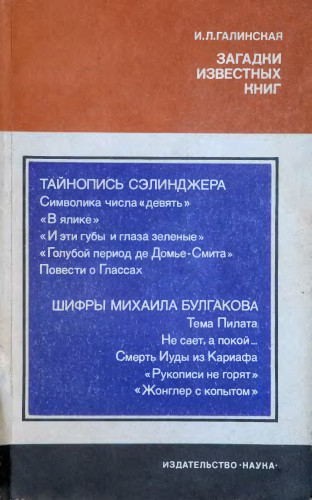 И.Л.ГАЛИНСКАЯ
ЗАГАДКИ
ИЗВЕСТНЫХ
КНИГ
ТАЙНОПИСЬ СЭЛИНДЖЕРА
Символика числа «девять»
«В ялике»
«И эти губы и глаза зеленые»
«Голубой период де Домье-Смита»
Повести о Глассах
ШИФРЫ МИХАИЛА БУЛГАКОВА
Тема Пилата
Не свет, а покой...
Смерть Иуды из Кариафа
«Рукописи не горят»
«Жонглер с копытом»
ИЗДАТЕЛЬСТВО «НАУКА»